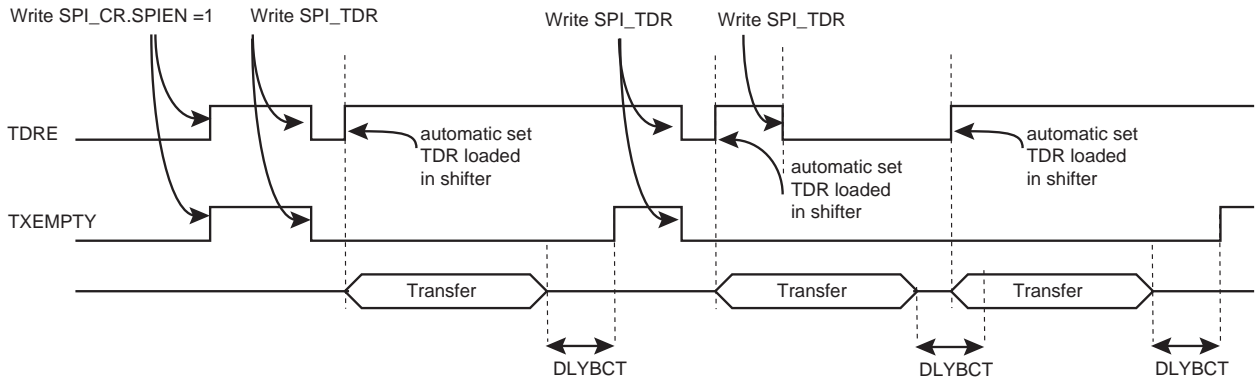 Write SPI_CR.SPIEN =1
Write SPI_TDR
Write SPI_TDR
Write SPI_TDR
TDRE
automatic set
TDR loaded
in shifter
automatic set
TDR loaded
in shifter
automatic set
TDR loaded
in shifter
TXEMPTY
Transfer
Transfer
Transfer
DLYBCT
DLYBCT
DLYBCT